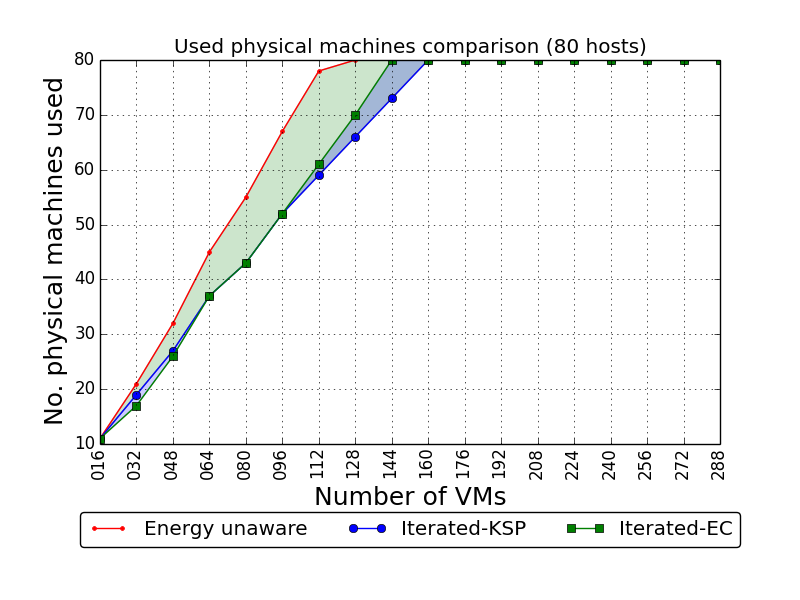 Used physical machines comparison (80 hosts)
No. physical machines used
80
70
60
50
40
30
20
10
016 032 048 064 080 096 112 128 144 160 176 192 208 224 240 256 272 288
Number of VMs
Energy unaware Iterated-KSP Iterated-EC